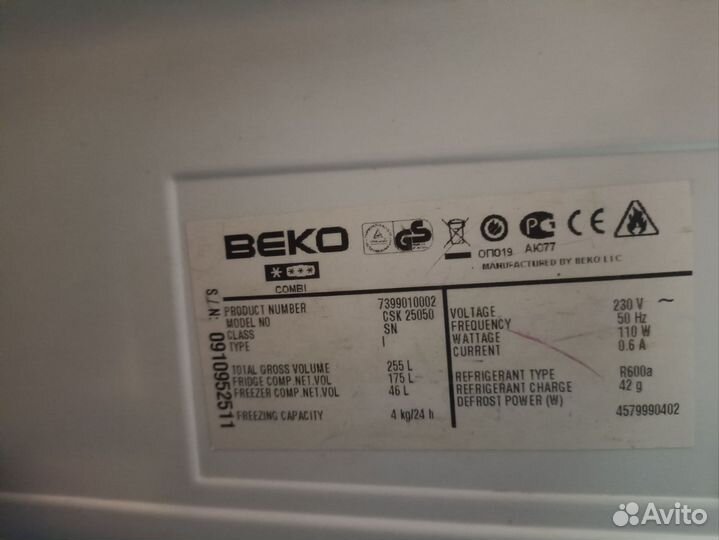 BEKO
COMBI
GS
ОП019 АЮ77
CE
MANUFACTURED BY BEKO LLC
S./N: 0910952511
PRODUCT NUMBER 7399010002
MODEL NO CSK 25050
CLASS SN
TYPE I
TOTAL GROSS VOLUME 255 L
FRIDGE COMP.NET.VOL 175 L
FREEZER COMP.NET.VOL 46 L
FREEZING CAPACITY 4 kg/24 h
VOLTAGE 230 V ~
FREQUENCY 50 Hz
WATTAGE 110 W
CURRENT 0.6 A
REFRIGERANT TYPE R600a
REFRIGERANT CHARGE 42 g
DEFROST POWER (W)
4579990402
Avito